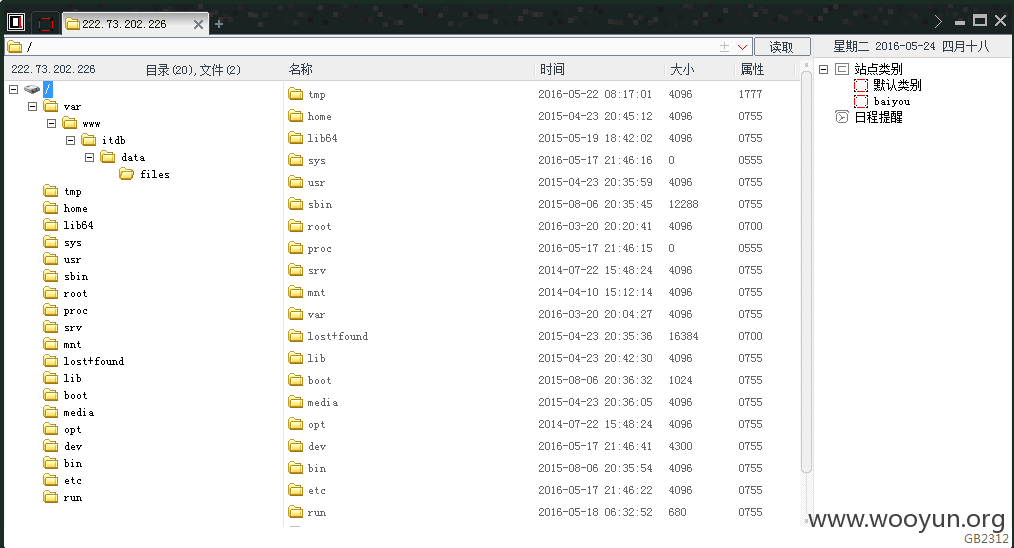 222.73.202.226
/
读取
星期二 2016-05-24 四月十八
222.73.202.226 目录(20),文件(2)
名称 时间 大小 属性
/
var
www
itdb
data
files
tmp
home
lib64
sys
usr
sbin
root
proc
srv
mnt
lost+found
lib
boot
media
opt
dev
bin
etc
run
tmp 2016-05-22 08:17:01 4096 1777
home 2015-04-23 20:45:12 4096 0755
lib64 2015-05-19 18:42:02 4096 0755
sys 2016-05-17 21:46:16 0 0555
usr 2015-04-23 20:35:59 4096 0755
sbin 2015-08-06 20:35:45 12288 0755
root 2016-03-20 20:20:41 4096 0700
proc 2016-05-17 21:46:15 0 0555
srv 2014-07-22 15:48:24 4096 0755
mnt 2014-04-10 15:12:14 4096 0755
var 2016-03-20 20:04:27 4096 0755
lost+found 2015-04-23 20:35:36 16384 0700
lib 2015-04-23 20:42:30 4096 0755
boot 2015-08-06 20:36:32 1024 0755
media 2015-04-23 20:36:05 4096 0755
opt 2014-07-22 15:48:24 4096 0755
dev 2016-05-17 21:46:41 4300 0755
bin 2015-08-06 20:35:54 4096 0755
etc 2016-05-17 21:46:22 4096 0755
run 2016-05-18 06:32:52 680 0755
站点类别
默认类别
baiyou
日程提醒
www.wooyun.org
GB2312